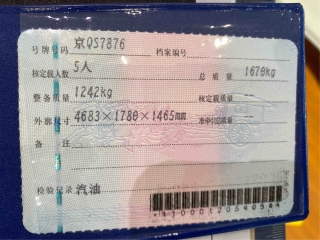 号牌号码 京QS7876 档案编号
核定载人数 5人 总质量 1670kg
整备质量 1242kg 核定载质量 --
外廓尺寸 4683×1780×1465mm 准牵引总质量 --
备注
检验记录 汽油